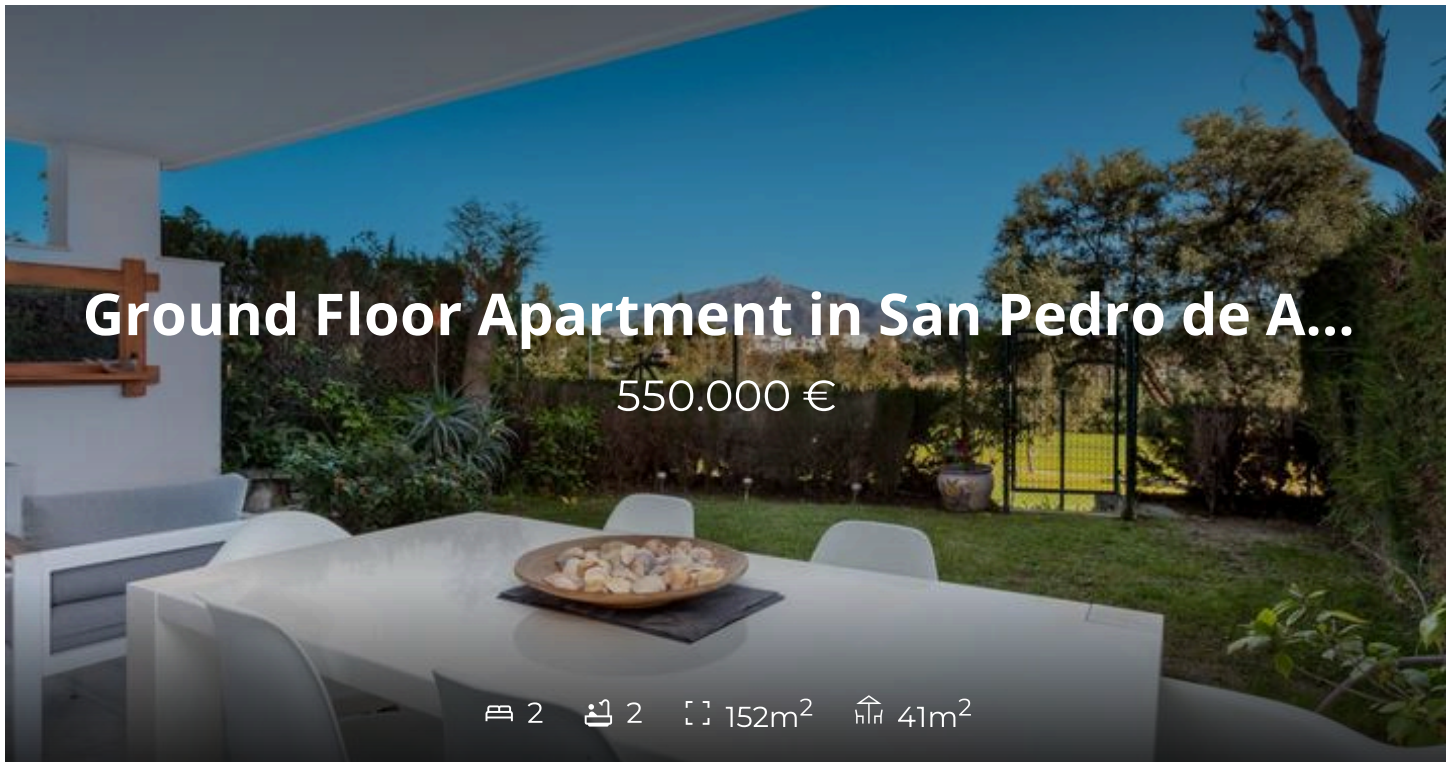 Ground Floor Apartment in San Pedro de A...
550.000 €
2 2 152m² 41m²